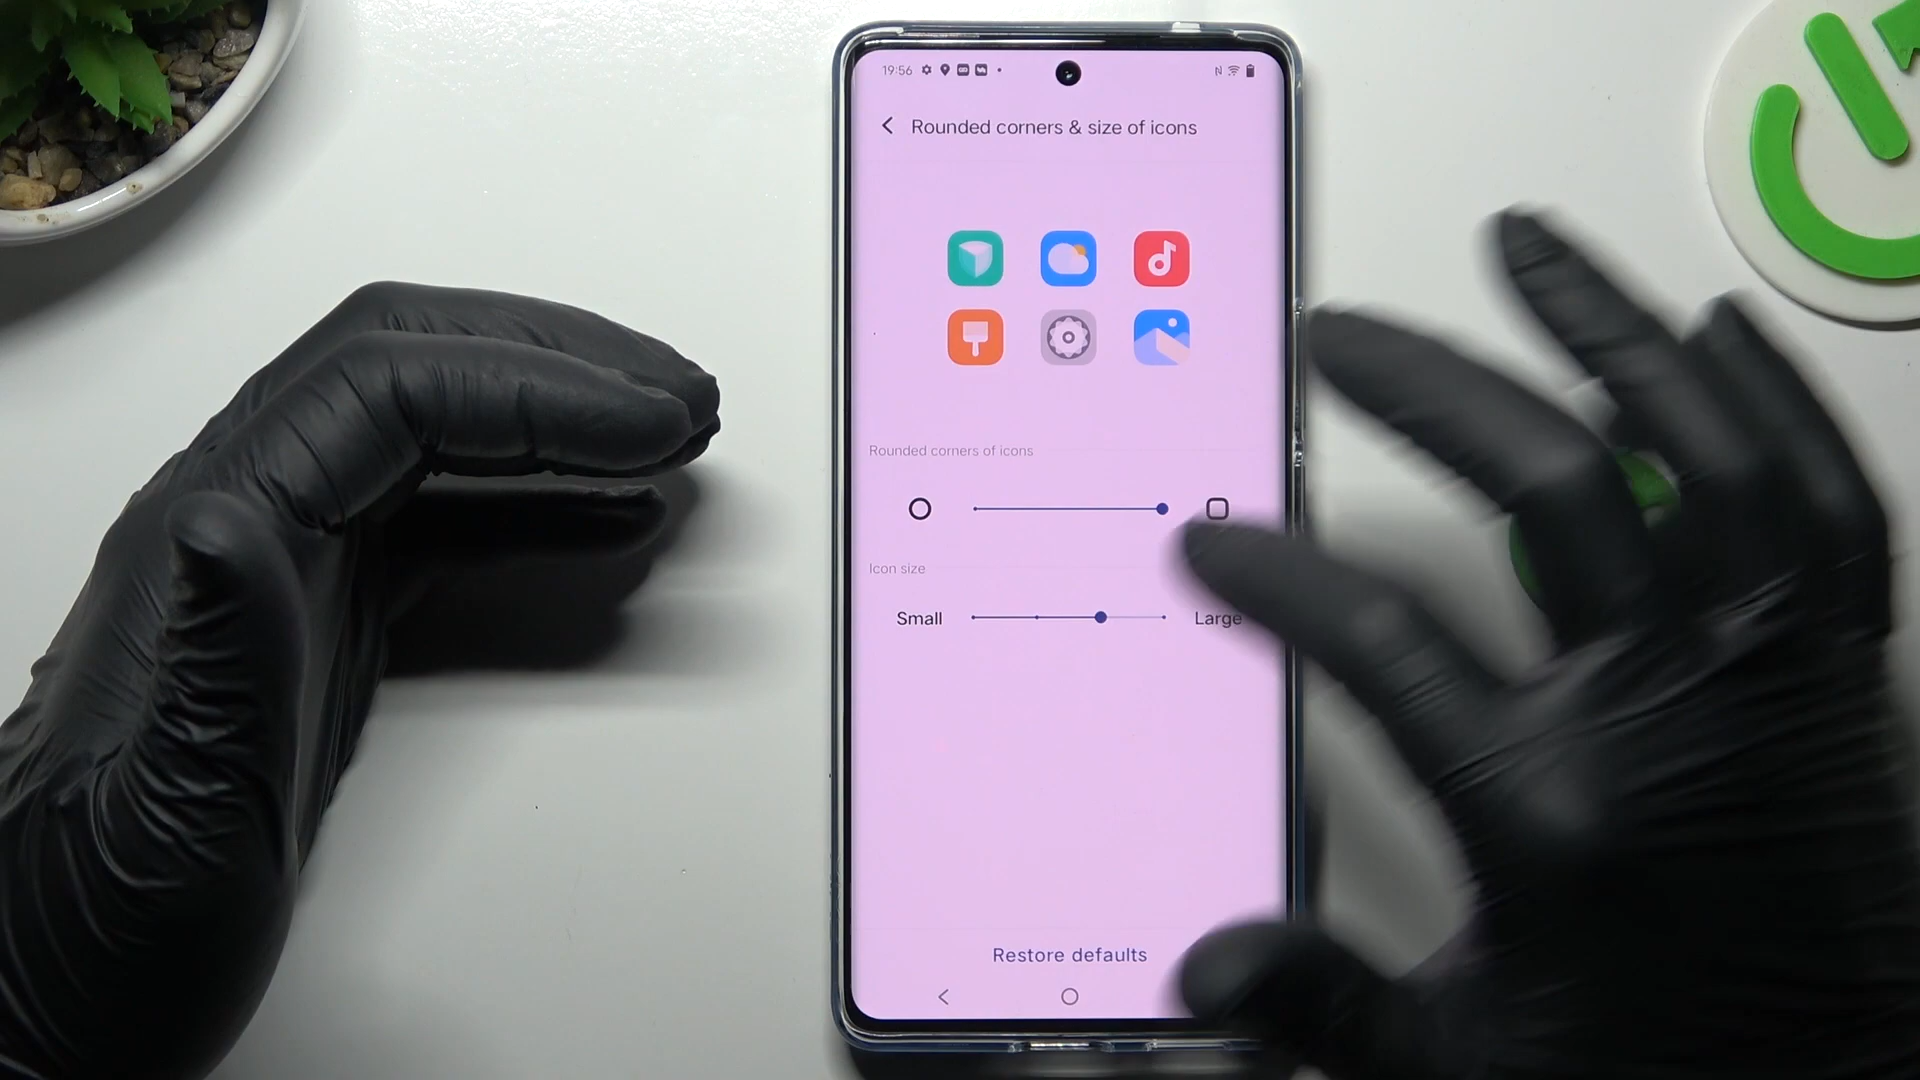 19:56
Rounded corners & size of icons
Rounded corners of icons
Icon size
Small
Large
Restore defaults